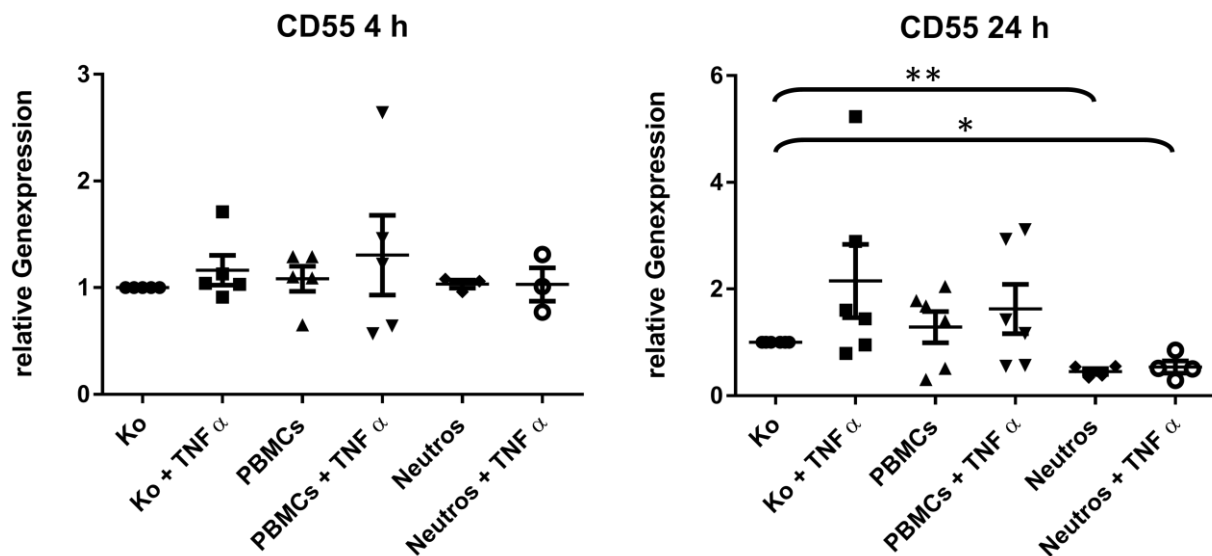 CD55 4 h
relative Genexpression
3
2
1
0
Ko
Ko + TNF α
PBMCs
PBMCs + TNF α
Neutros
Neutros + TNF α
CD55 24 h
relative Genexpression
6
4
2
0
**
*
Ko
Ko + TNF α
PBMCs
PBMCs + TNF α
Neutros
Neutros + TNF α